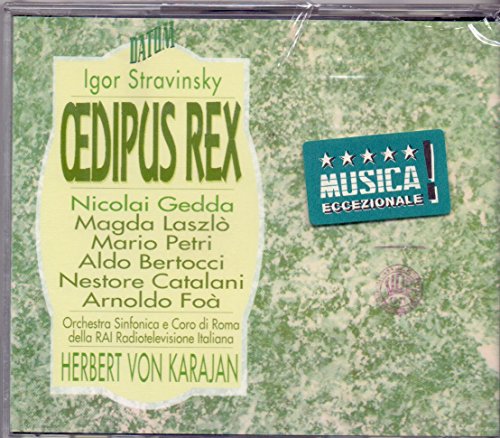 DATUM
Igor Stravinsky
ŒDIPUS REX
Nicolai Gedda
Magda Laszlò
Mario Petri
Aldo Bertocci
Nestore Catalani
Arnoldo Foà
Orchestra Sinfonica e Coro di Roma
della RAI Radiotelevisione Italiana
HERBERT VON KARAJAN
MUSICA!
ECCEZIONALE